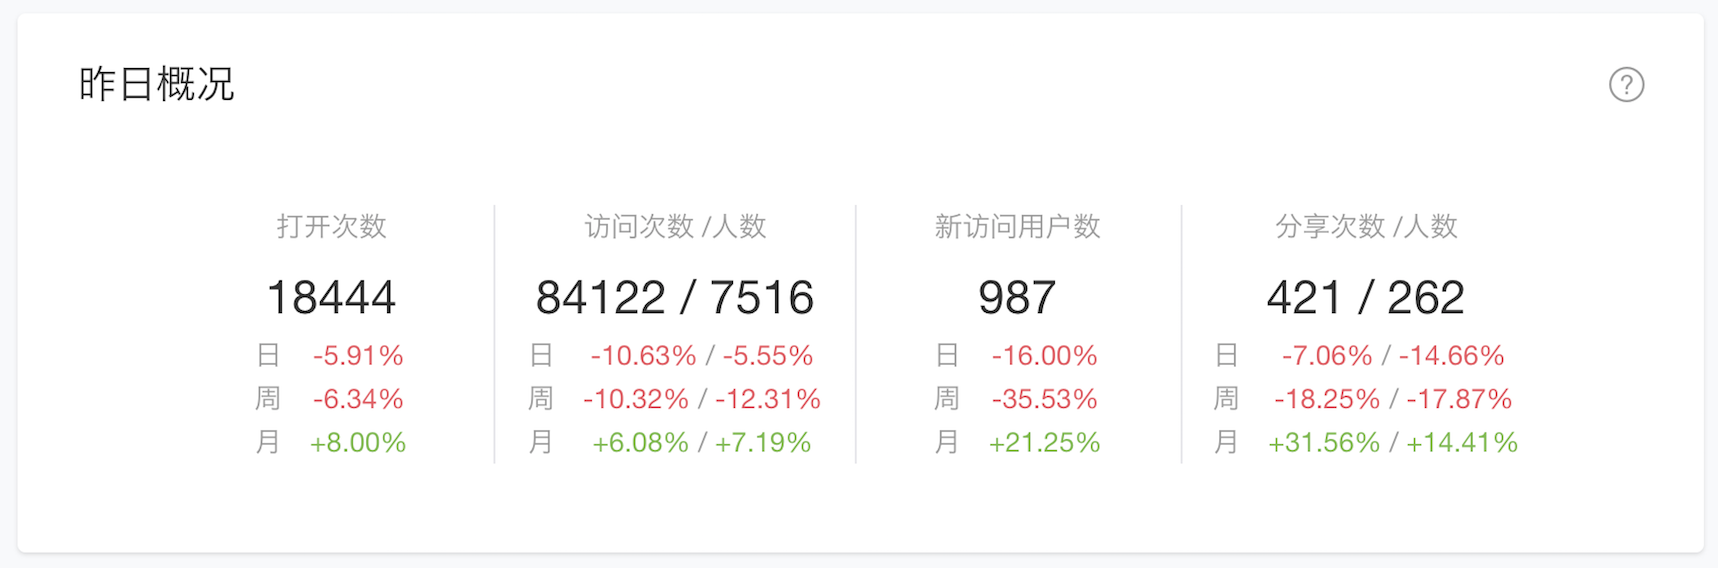 昨日概况
?
打开次数
18444
日 -5.91%
周 -6.34%
月 +8.00%
访问次数 /人数
84122 / 7516
日 -10.63% / -5.55%
周 -10.32% / -12.31%
月 +6.08% / +7.19%
新访问用户数
987
日 -16.00%
周 -35.53%
月 +21.25%
分享次数 /人数
421 / 262
日 -7.06% / -14.66%
周 -18.25% / -17.87%
月 +31.56% / +14.41%